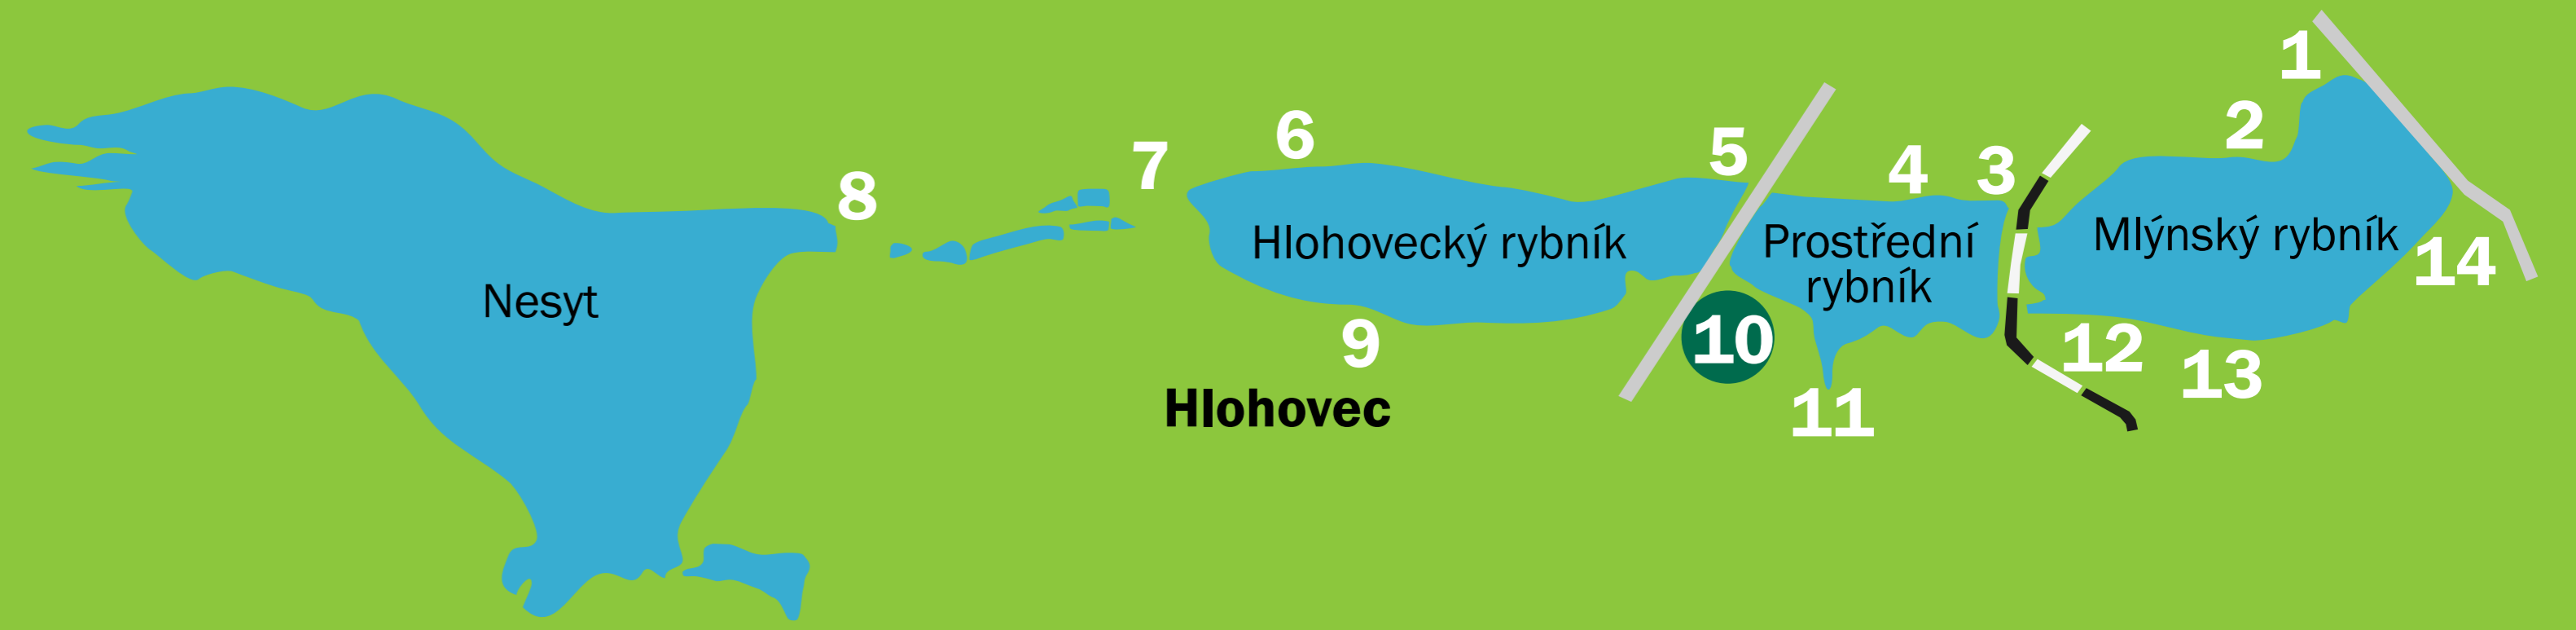 1
2
6
5
7
4
3
8
Hlohovecký rybník
Prostřední
rybník
Mlýnský rybník
14
Nesyt
9
10
12
13
Hlohovec
11